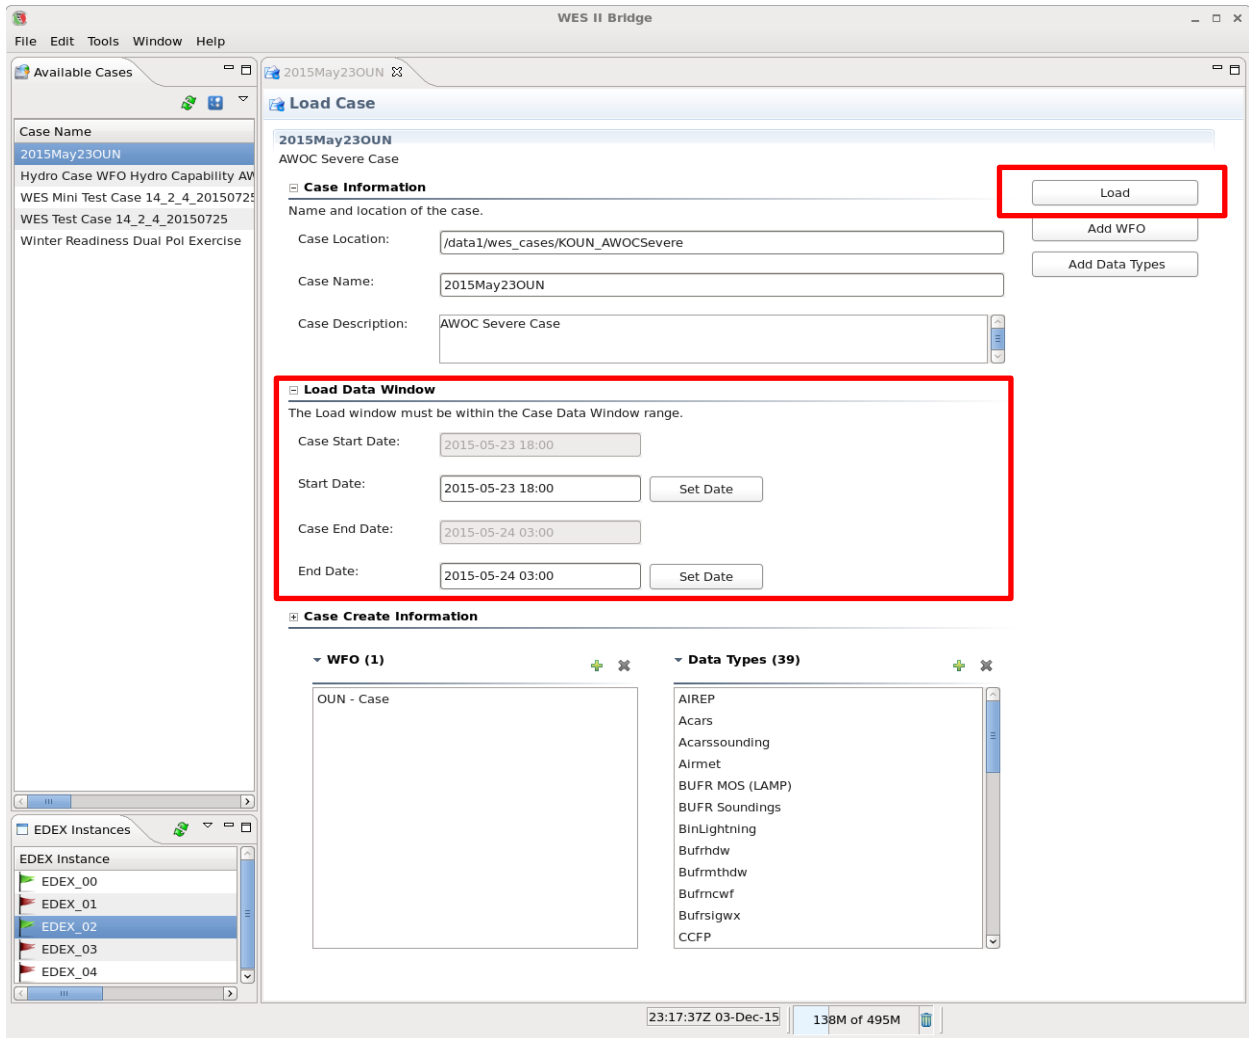 WES II Bridge
File Edit Tools Window Help
Available Cases
Case Name
2015May23OUN
Hydro Case WFO Hydro Capability AW
WES Mini Test Case 14_2_4_20150725
WES Test Case 14_2_4_20150725
Winter Readiness Dual Pol Exercise
EDEX Instances
EDEX Instance
EDEX_00
EDEX_01
EDEX_02
EDEX_03
EDEX_04
2015May23OUN
Load Case
2015May23OUN
AWOC Severe Case
Case Information
Name and location of the case.
Case Location: /data1/wes_cases/KOUN_AWOCSevere
Case Name: 2015May23OUN
Case Description: AWOC Severe Case
Load
Add WFO
Add Data Types
Load Data Window
The Load window must be within the Case Data Window range.
Case Start Date: 2015-05-23 18:00
Start Date: 2015-05-23 18:00 Set Date
Case End Date: 2015-05-24 03:00
End Date: 2015-05-24 03:00 Set Date
Case Create Information
WFO (1)
OUN - Case
Data Types (39)
AIREP
Acars
Acarssounding
Airmet
BUFR MOS (LAMP)
BUFR Soundings
BinLightning
Bufrhdw
Bufrmthdw
Bufrncwf
Bufrsigwx
CCFP
23:17:37Z 03-Dec-15
138M of 495M